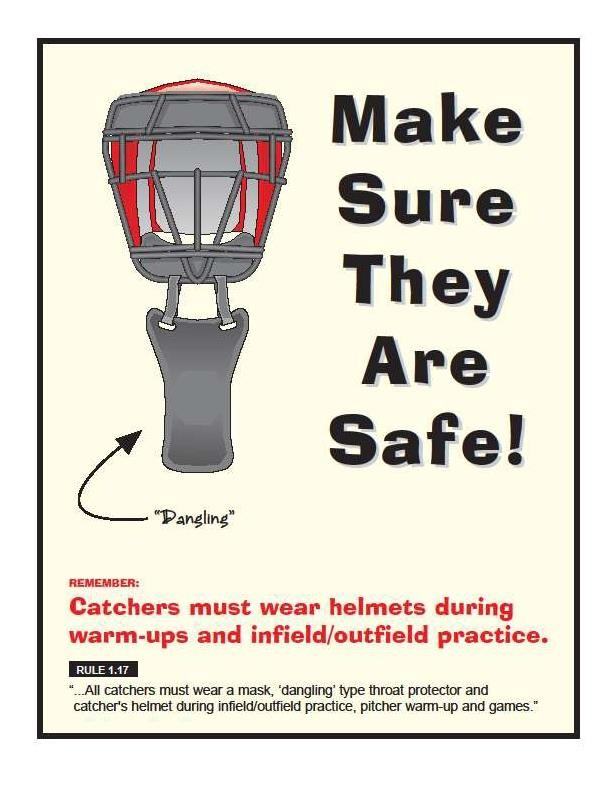 Make
Sure
They
Are
Safe!
“Dangling”
REMEMBER:
Catchers must wear helmets during
warm-ups and infield/outfield practice.
RULE 1.17
“...All catchers must wear a mask, ‘dangling’ type throat protector and
catcher's helmet during infield/outfield practice, pitcher warm-up and games.”